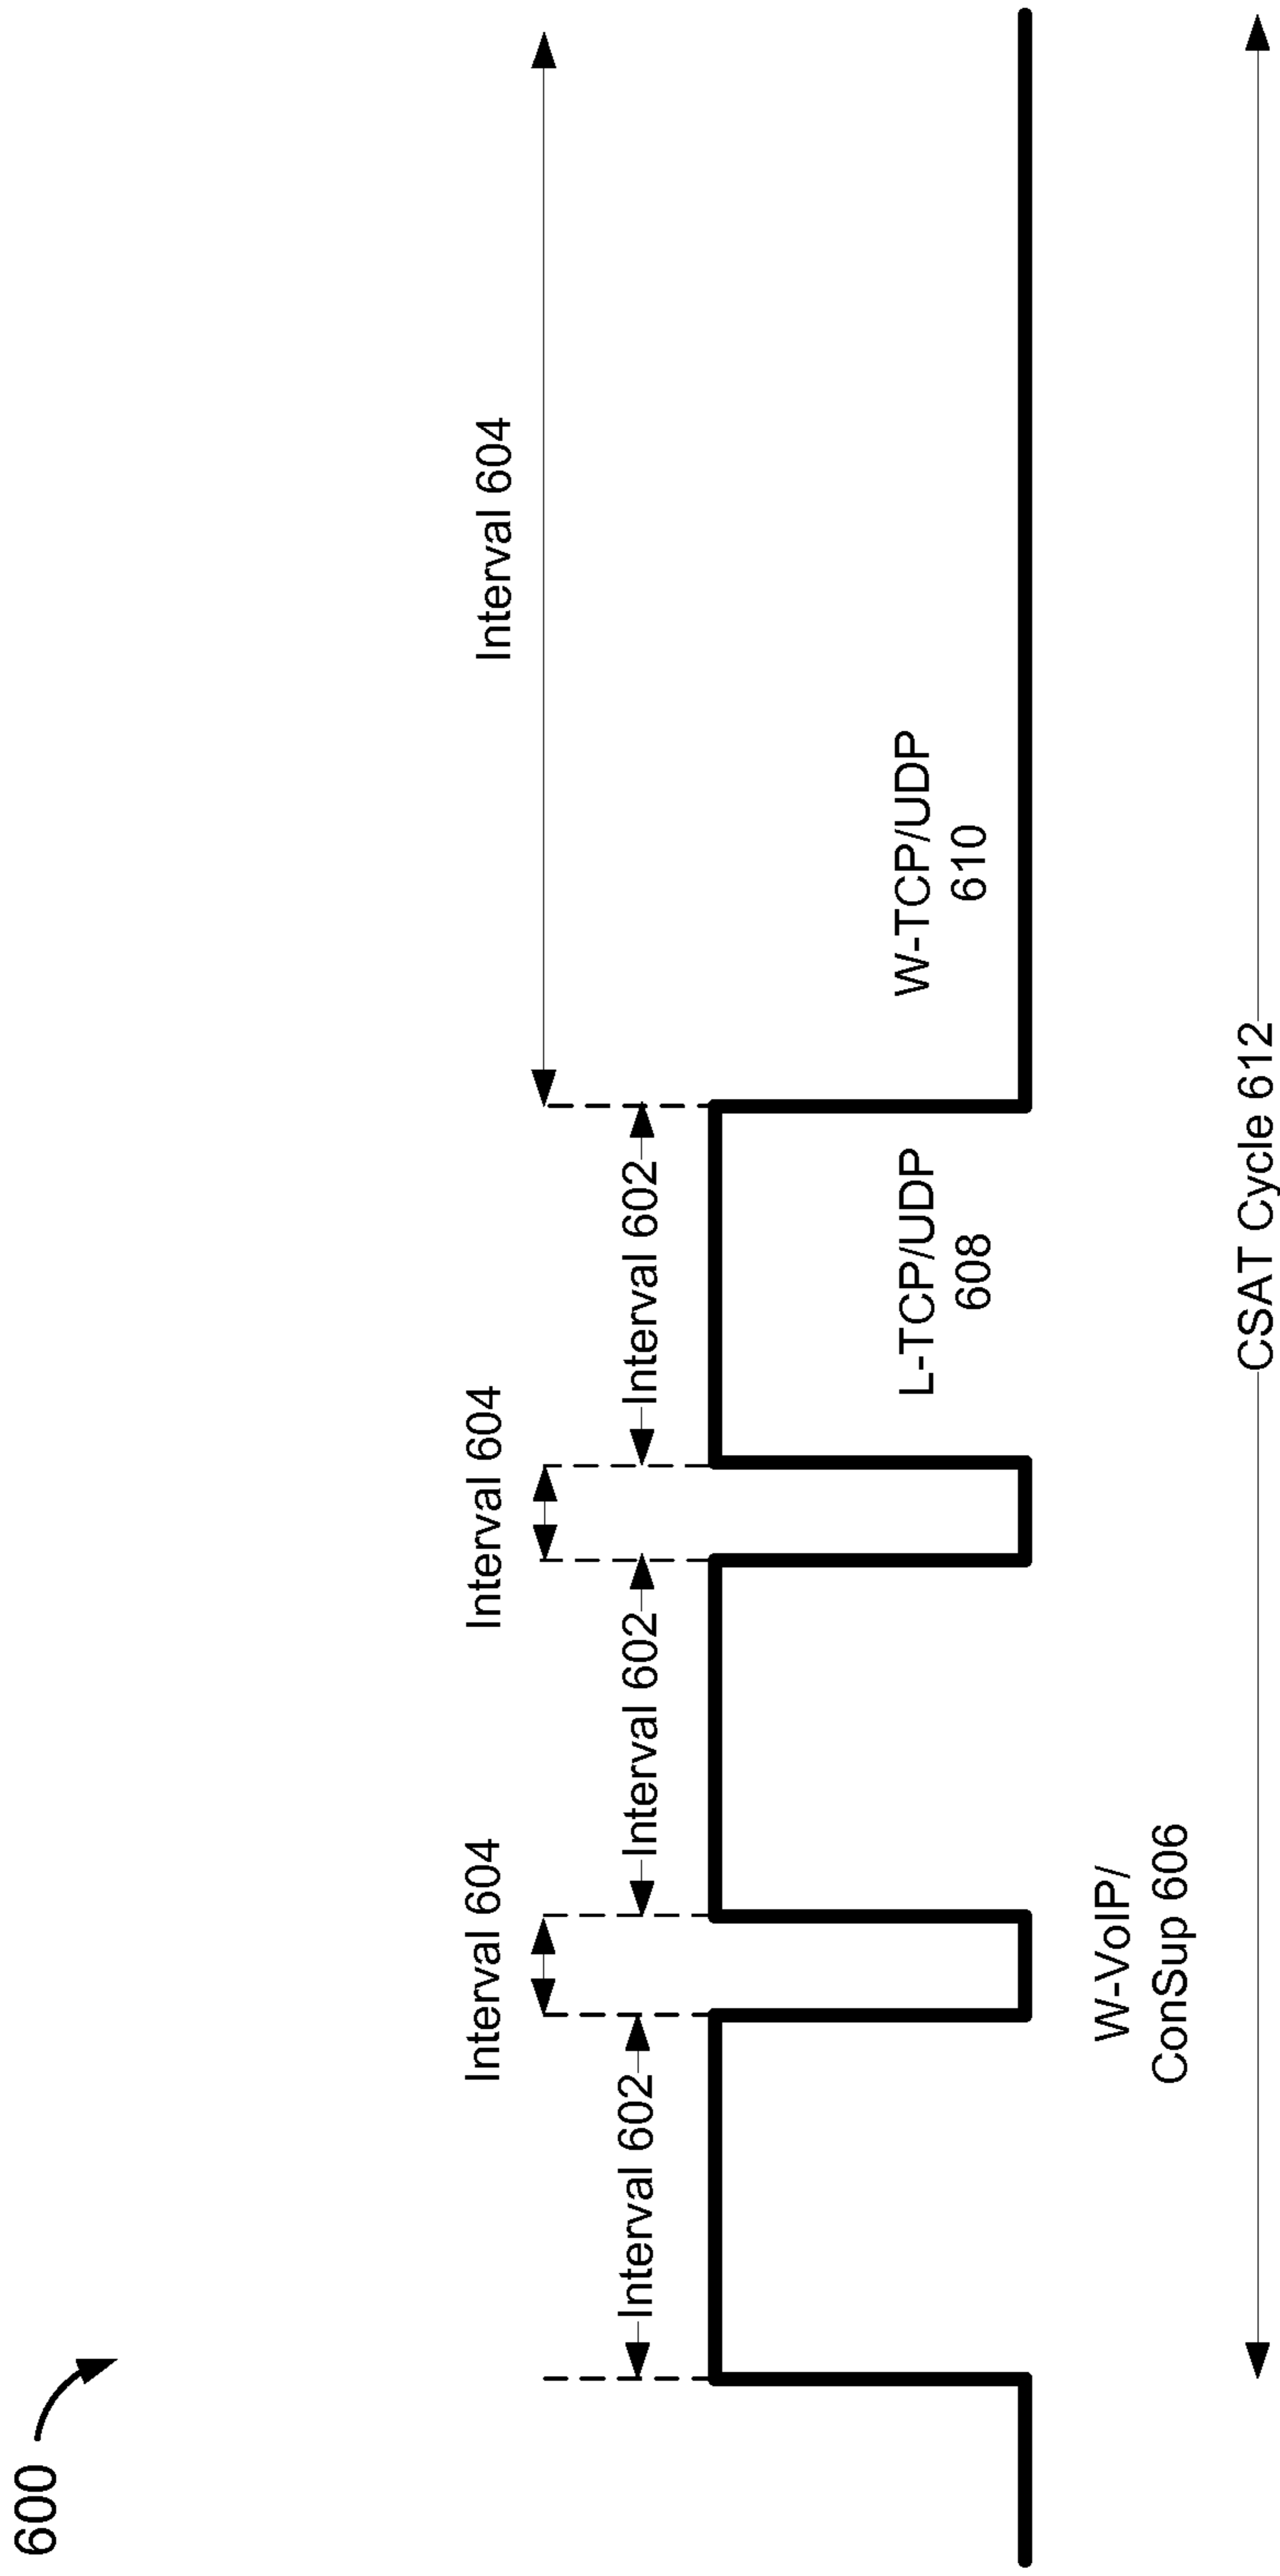 600
Interval 604
Interval 604
Interval 604
Interval 602
Interval 602
Interval 602
L-TCP/UDP
608
W-TCP/UDP
610
W-VoIP/
ConSup 606
CSAT Cycle 612